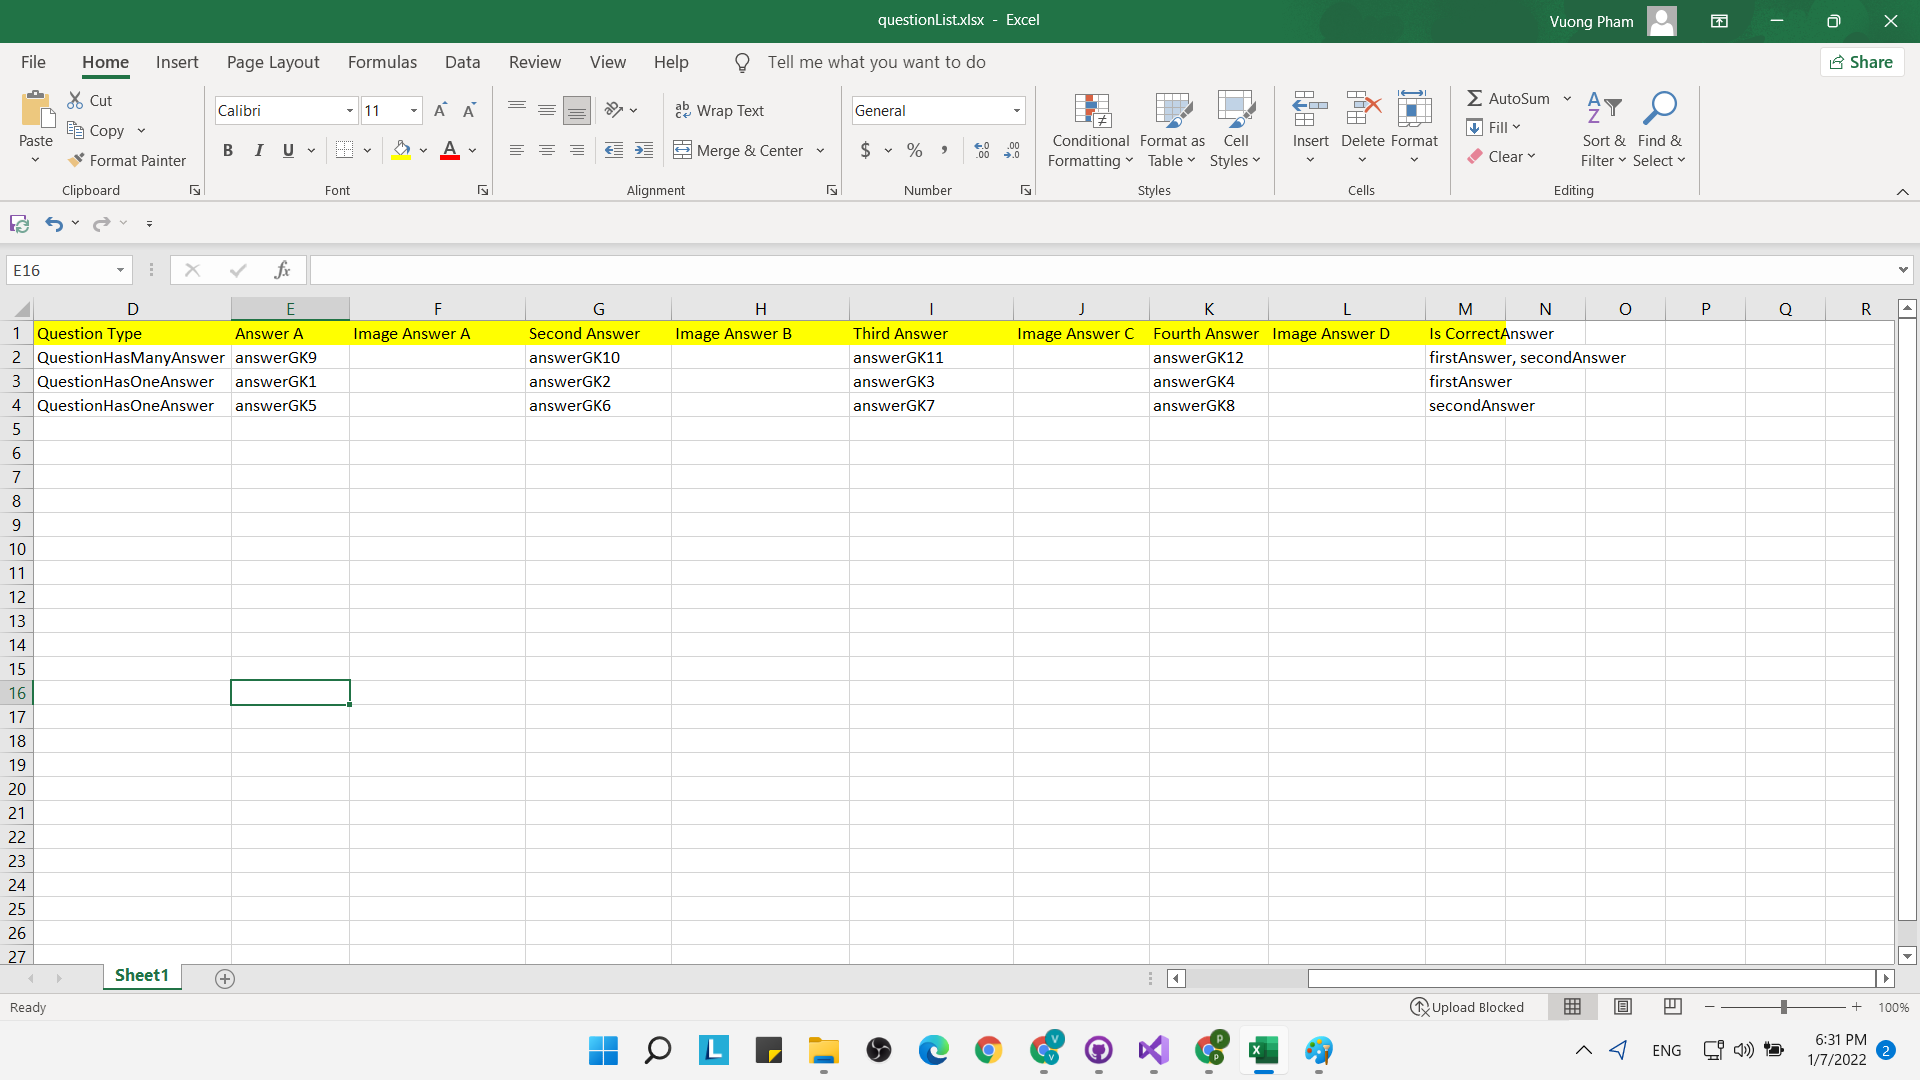 questionList.xlsx - Excel
Vuong Pham
File Home Insert Page Layout Formulas Data Review View Help Tell me what you want to do Share
Paste
Cut
Copy
Format Painter
Clipboard
Calibri 11 A A
B I U A
Font
ab Wrap Text
Merge & Center
Alignment
General
$ % ,
Number
Conditional Formatting
Format as Table
Cell Styles
Styles
Insert Delete Format
Cells
AutoSum
Fill
Clear
Sort & Filter
Find & Select
Editing
E16 fx
D E F G H I J K L M N O P Q R
1 Question Type Answer A Image Answer A Second Answer Image Answer B Third Answer Image Answer C Fourth Answer Image Answer D Is CorrectAnswer
2 QuestionHasManyAnswer answerGK9 answerGK10 answerGK11 answerGK12 firstAnswer, secondAnswer
3 QuestionHasOneAnswer answerGK1 answerGK2 answerGK3 answerGK4 firstAnswer
4 QuestionHasOneAnswer answerGK5 answerGK6 answerGK7 answerGK8 secondAnswer
5
6
7
8
9
10
11
12
13
14
15
16
17
18
19
20
21
22
23
24
25
26
27
Sheet1
Ready Upload Blocked 100%
ENG 6:31 PM
1/7/2022 2